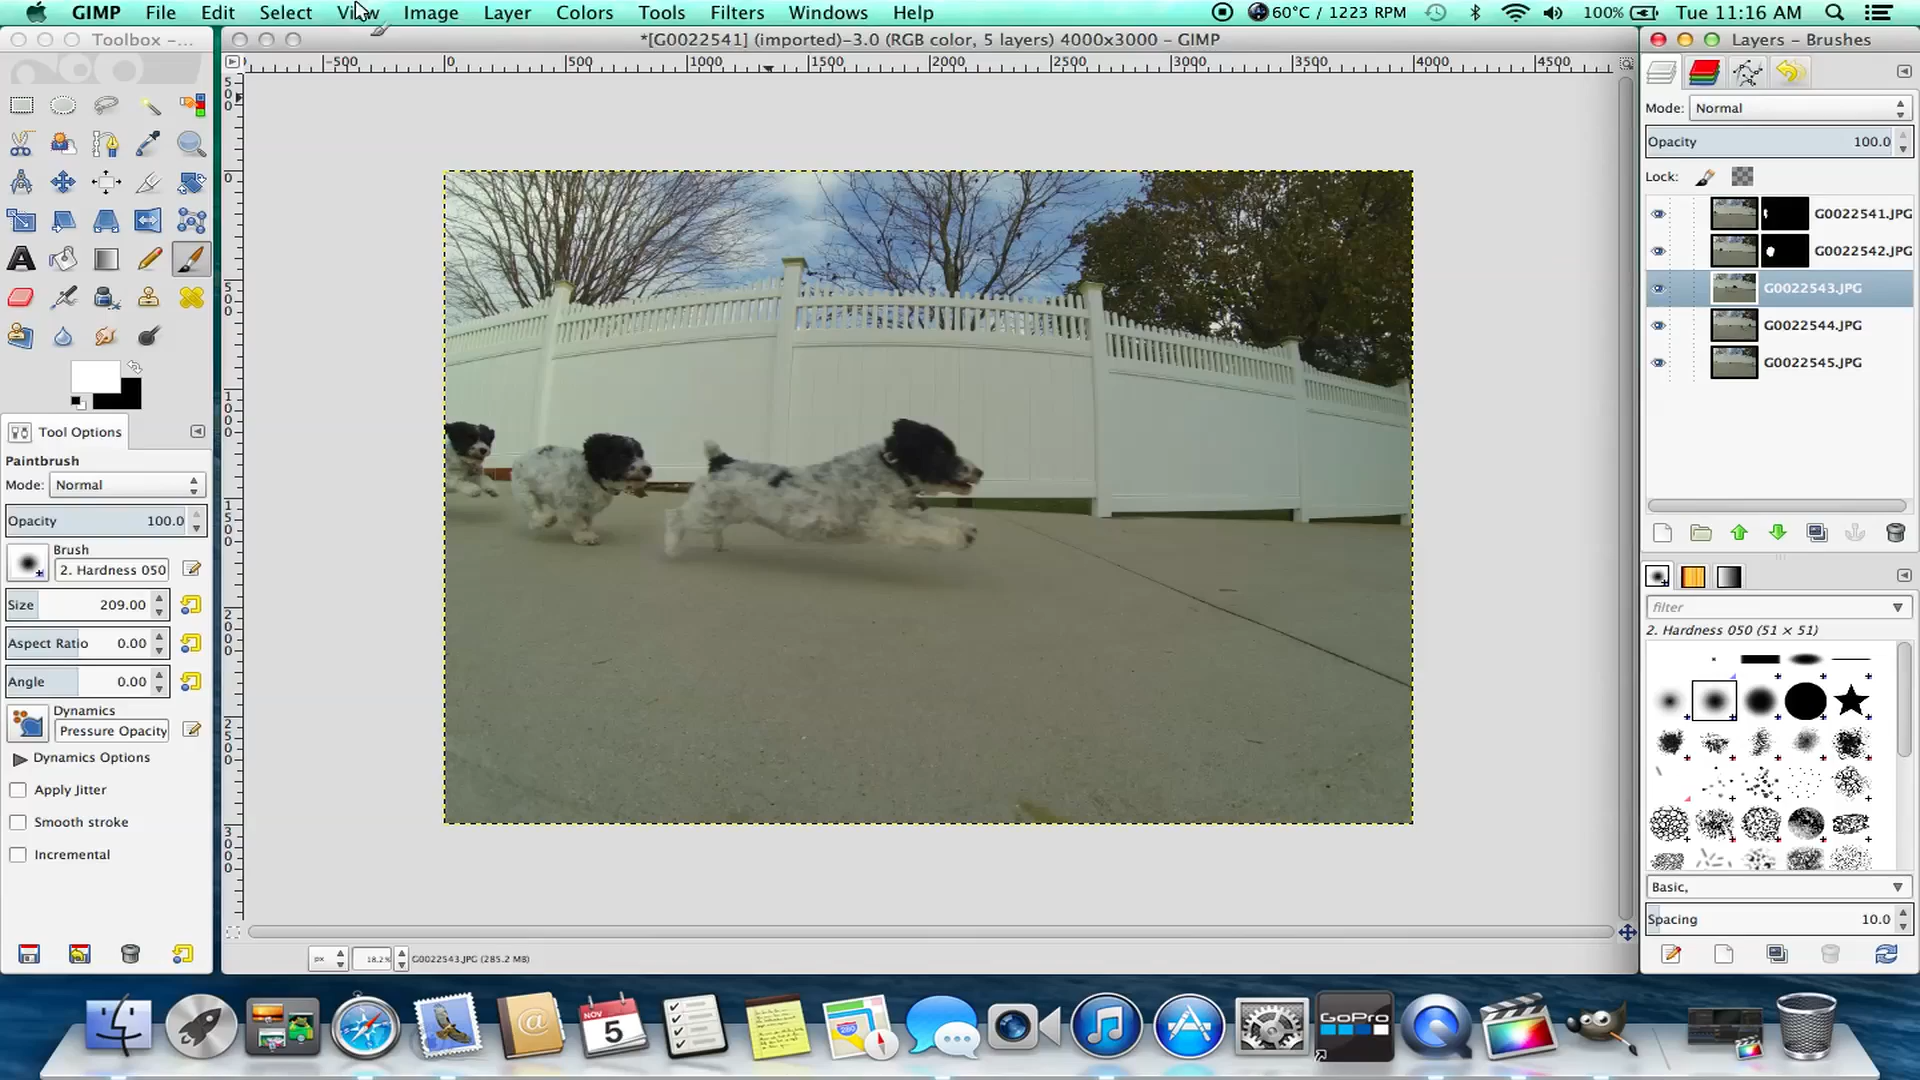 GIMP File Edit Select View Image Layer Colors Tools Filters Windows Help 60°C / 1223 RPM 100% Tue 11:16 AM
Toolbox -...
*[G0022541] (imported)-3.0 (RGB color, 5 layers) 4000x3000 – GIMP
Layers – Brushes
-500 0 500 1000 1500 2000 2500 3000 3500 4000 4500
Mode: Normal
Opacity 100.0
Lock:
G0022541.JPG
G0022542.JPG
G0022543.JPG
G0022544.JPG
G0022545.JPG
Tool Options
Paintbrush
Mode: Normal
Opacity 100.0
Brush
2. Hardness 050
Size 209.00
Aspect Ratio 0.00
Angle 0.00
Dynamics
Pressure Opacity
Dynamics Options
Apply Jitter
Smooth stroke
Incremental
filter
2. Hardness 050 (51 × 51)
Basic,
Spacing 10.0
px 18.2% G0022543.JPG (285.2 MB)
NOV
5
280
GoPro